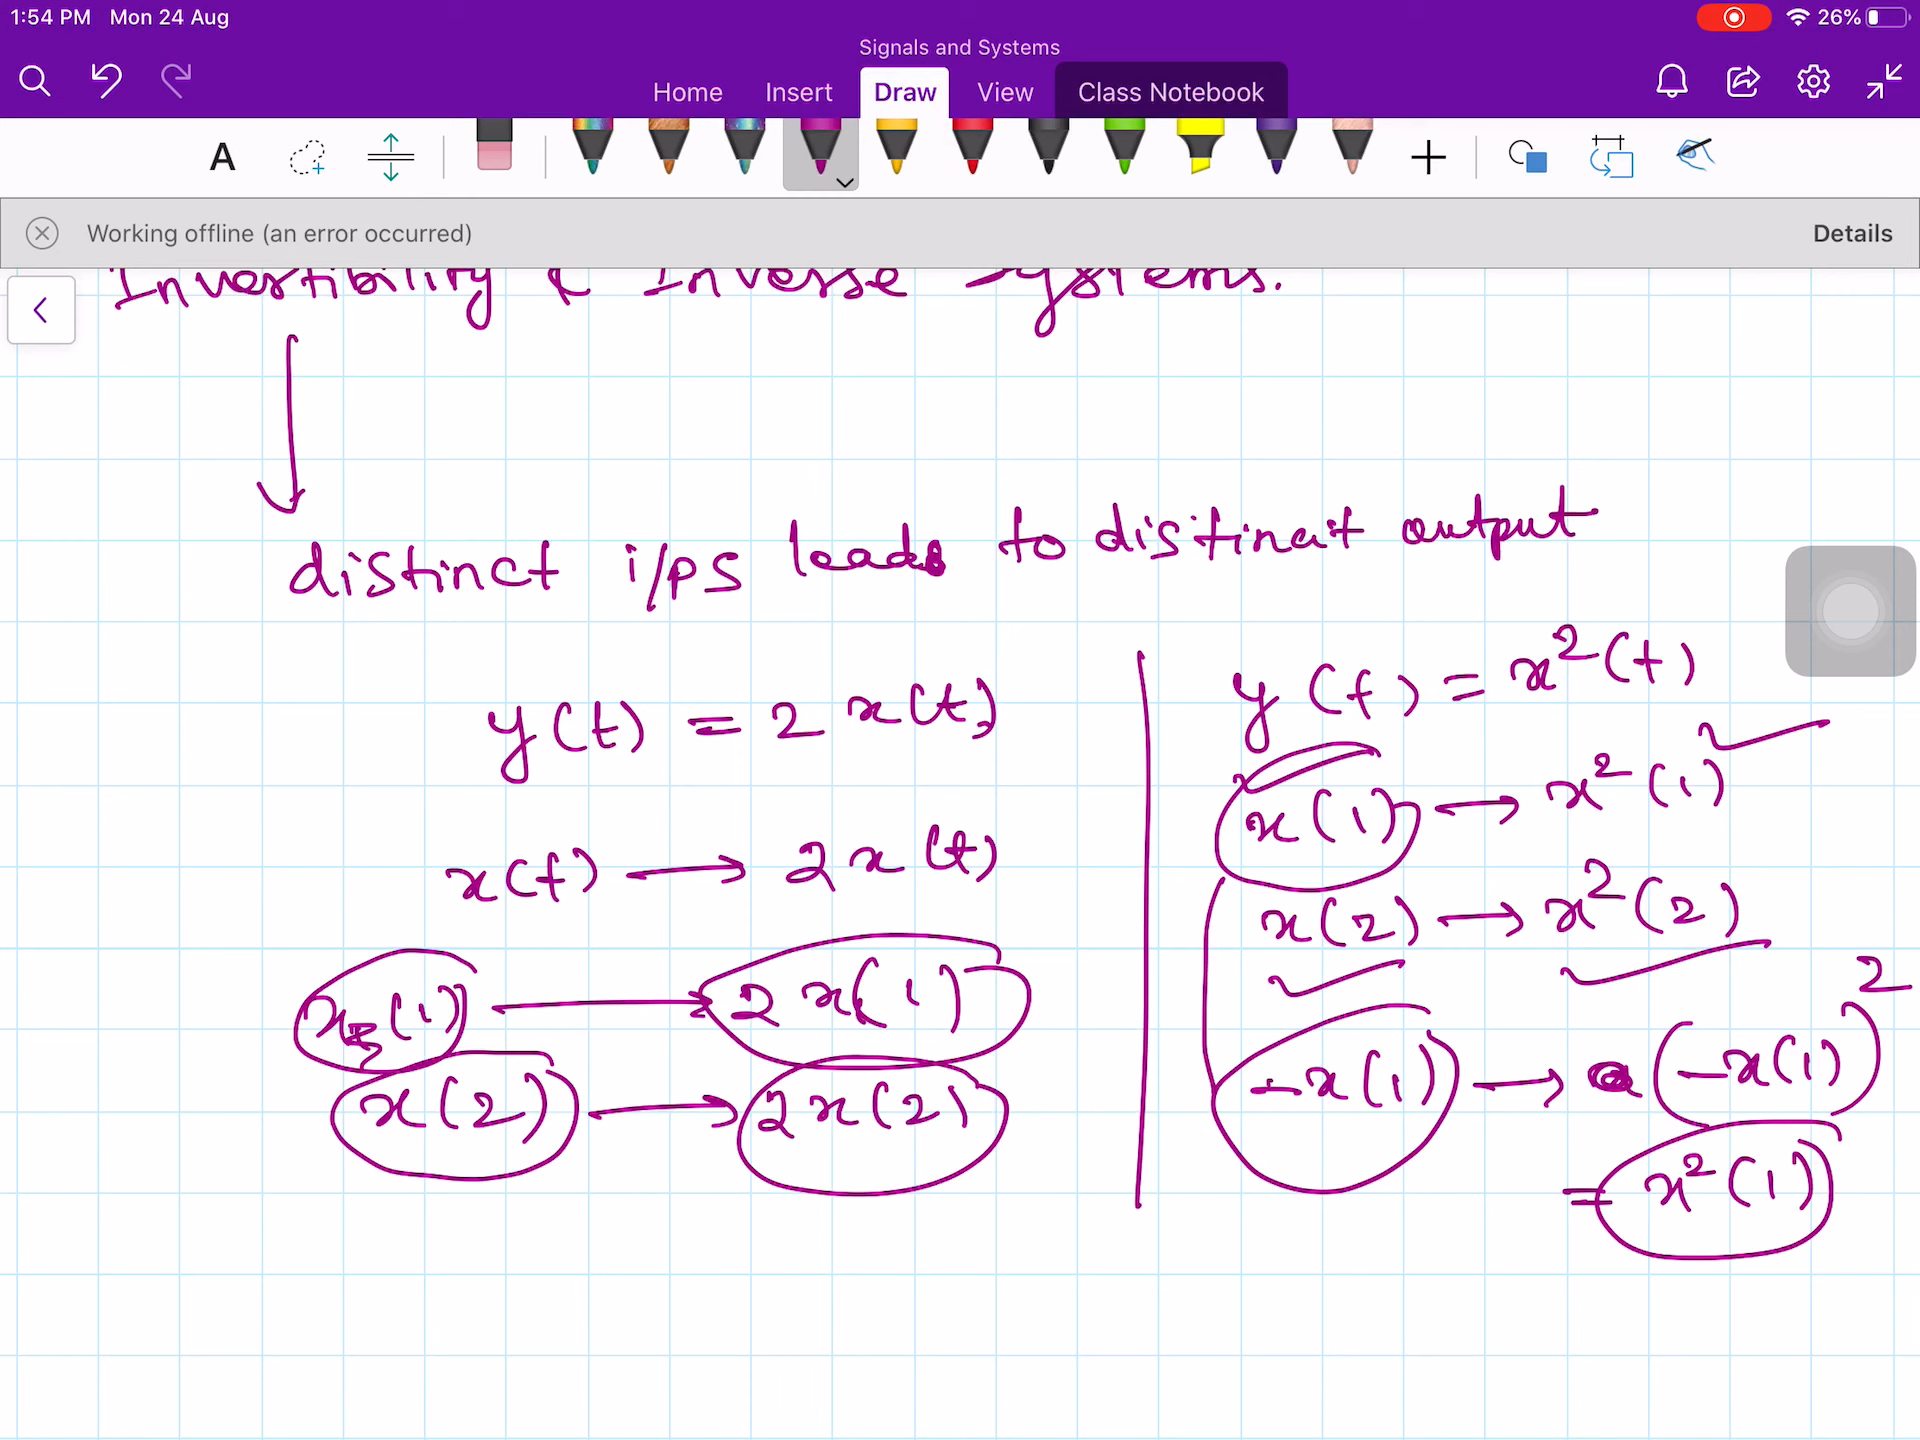 1:54 PM Mon 24 Aug
26%
Signals and Systems
Home Insert Draw View Class Notebook
A
Working offline (an error occurred) Details
Invertibility & Inverse Systems.
distinct i/ps leads to distinait output
y(t) = 2 x(t)
x(t) → 2x(t)
x(1) → 2x(1)
x(2) → 2x(2)
y(t) = x²(t)
x(1) → x²(1)
x(2) → x²(2)
-x(1) → (-x(1))²
= x²(1)